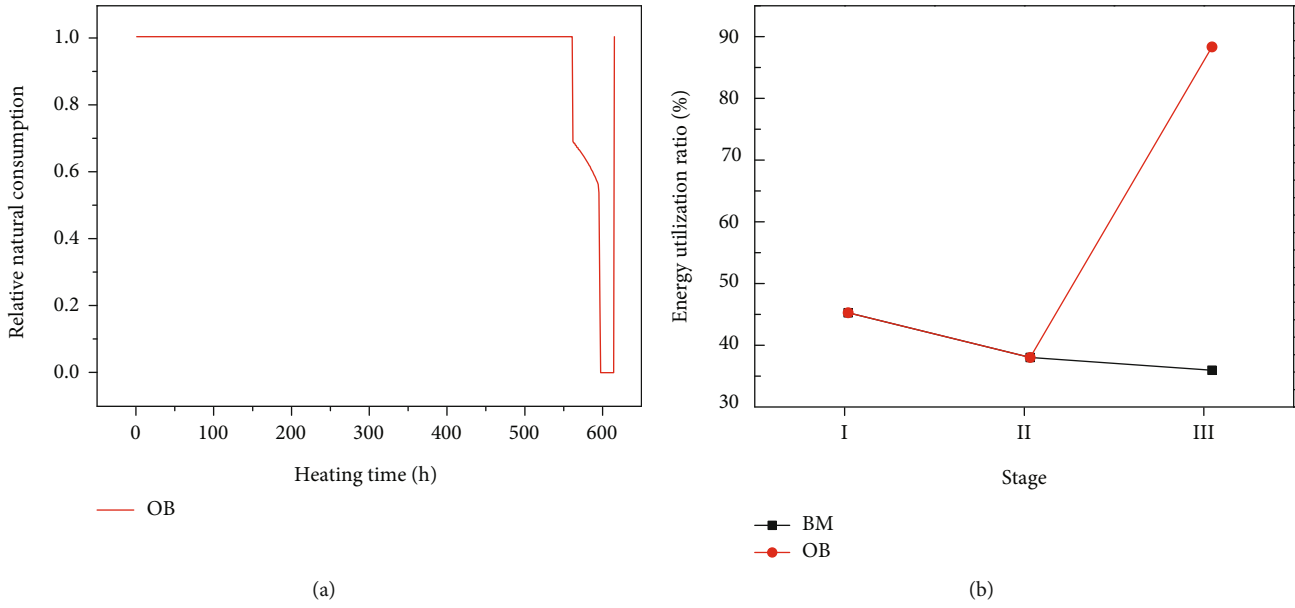 1.0
0.8
0.6
0.4
0.2
0.0
Relative natural consumption
0 100 200 300 400 500 600
Heating time (h)
OB
(a)
90
80
70
60
50
40
30
Energy utilization ratio (%)
I II III
Stage
BM
OB
(b)